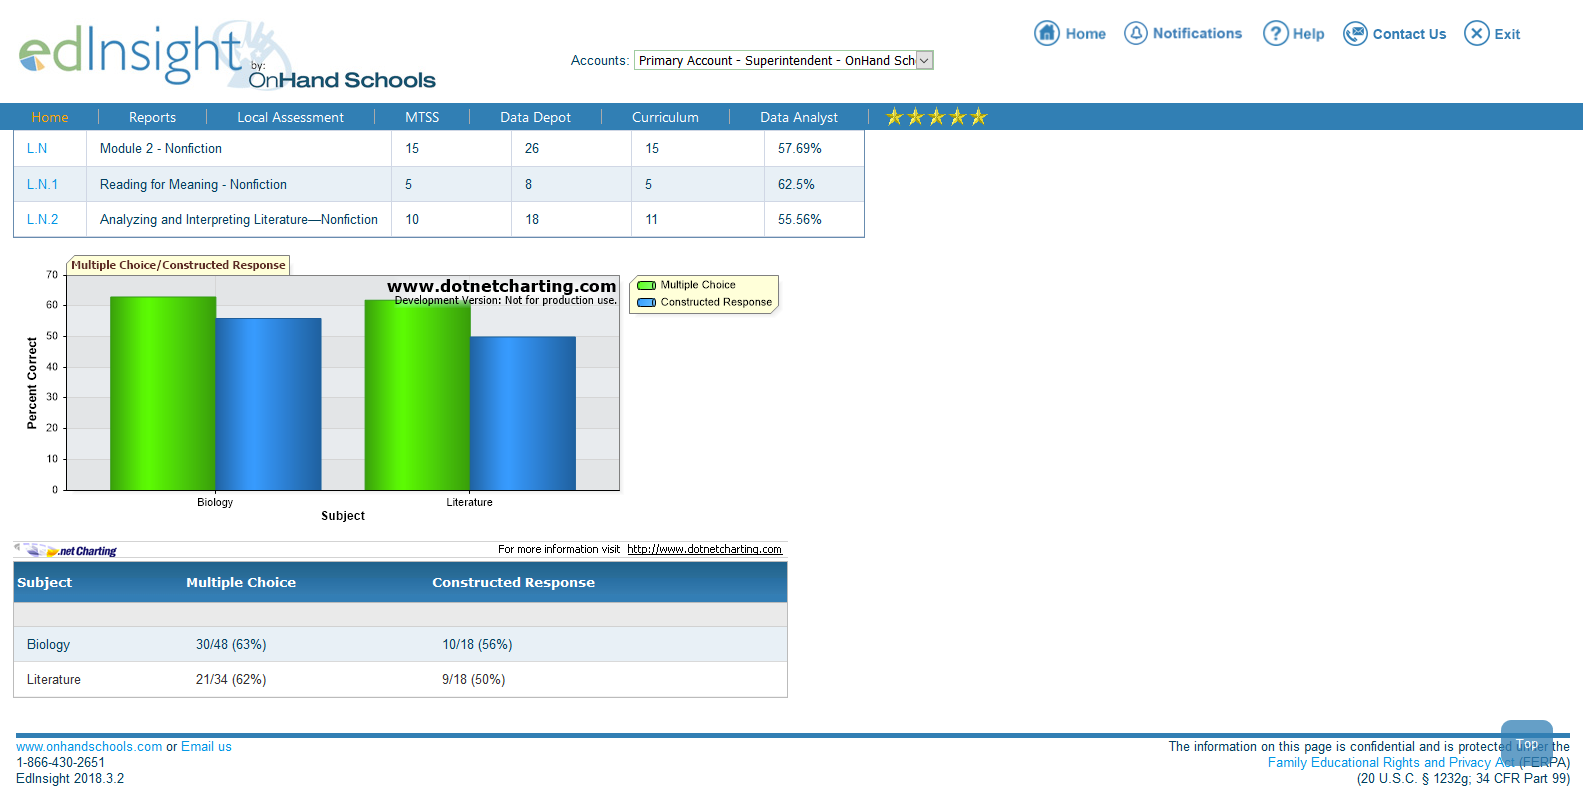 edInsight
by:
OnHand Schools
Accounts: Primary Account - Superintendent - OnHand Sch
Home Notifications Help Contact Us Exit
Home Reports Local Assessment MTSS Data Depot Curriculum Data Analyst
L.N Module 2 - Nonfiction 15 26 15 57.69%
L.N.1 Reading for Meaning - Nonfiction 5 8 5 62.5%
L.N.2 Analyzing and Interpreting Literature—Nonfiction 10 18 11 55.56%
Multiple Choice/Constructed Response
www.dotnetcharting.com
Development Version: Not for production use.
Multiple Choice
Constructed Response
70
60
50
40
30
20
10
0
Percent Correct
Biology Literature
Subject
.net Charting For more information visit http://www.dotnetcharting.com
Subject Multiple Choice Constructed Response
Biology 30/48 (63%) 10/18 (56%)
Literature 21/34 (62%) 9/18 (50%)
www.onhandschools.com or Email us
1-866-430-2651
EdInsight 2018.3.2
Top
The information on this page is confidential and is protected under the
Family Educational Rights and Privacy Act (FERPA)
(20 U.S.C. § 1232g; 34 CFR Part 99)